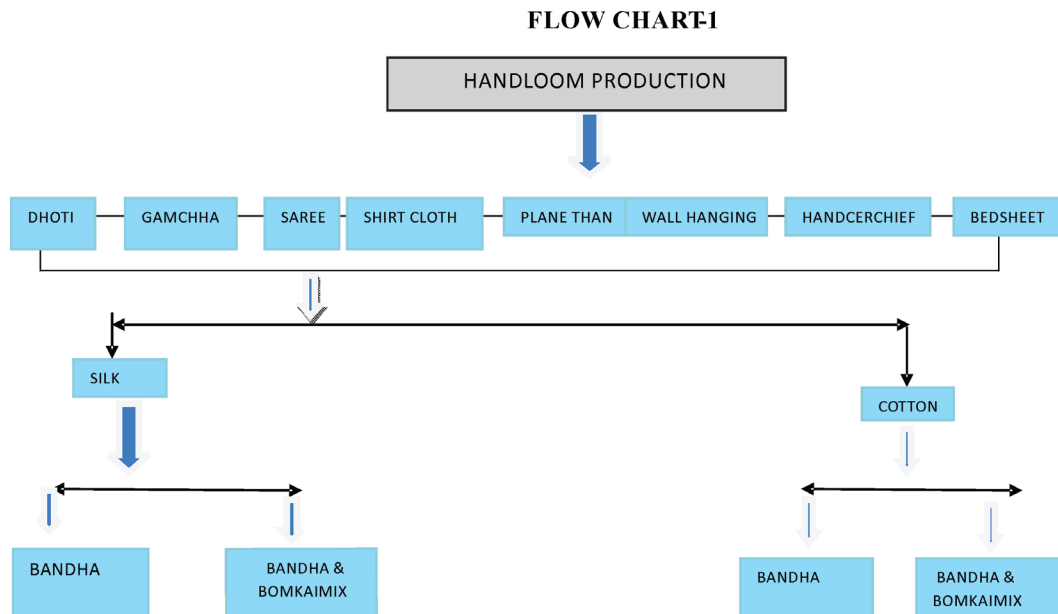 FLOW CHART-1
HANDLOOM PRODUCTION
DHOTI
GAMCHHA
SAREE
SHIRT CLOTH
PLANE THAN
WALL HANGING
HANDCERCHIEF
BEDSHEET
SILK
COTTON
BANDHA
BANDHA &
BOMKAIMIX
BANDHA
BANDHA &
BOMKAIMIX